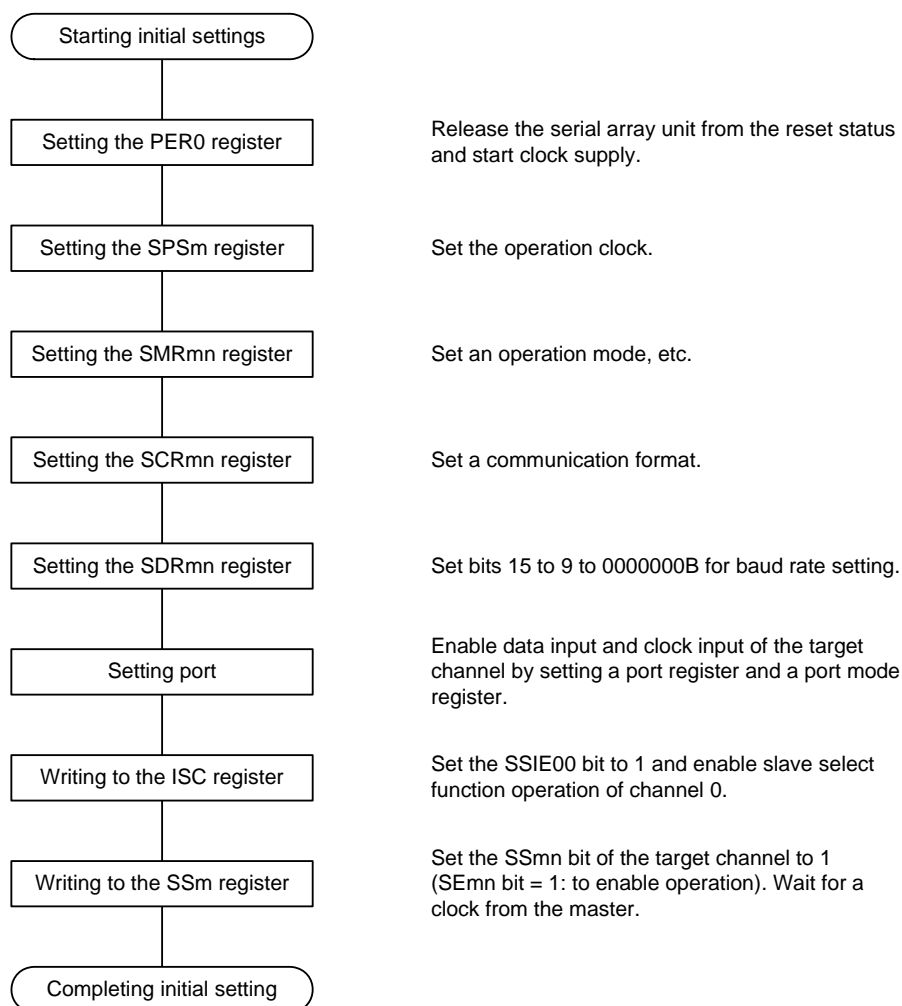 Starting initial settings
Setting the PER0 register
Release the serial array unit from the reset status
and start clock supply.
Setting the SPSm register
Set the operation clock.
Setting the SMRmn register
Set an operation mode, etc.
Setting the SCRmn register
Set a communication format.
Setting the SDRmn register
Set bits 15 to 9 to 0000000B for baud rate setting.
Setting port
Enable data input and clock input of the target
channel by setting a port register and a port mode
register.
Writing to the ISC register
Set the SSIE00 bit to 1 and enable slave select
function operation of channel 0.
Writing to the SSm register
Set the SSmn bit of the target channel to 1
(SEmn bit = 1: to enable operation). Wait for a
clock from the master.
Completing initial setting